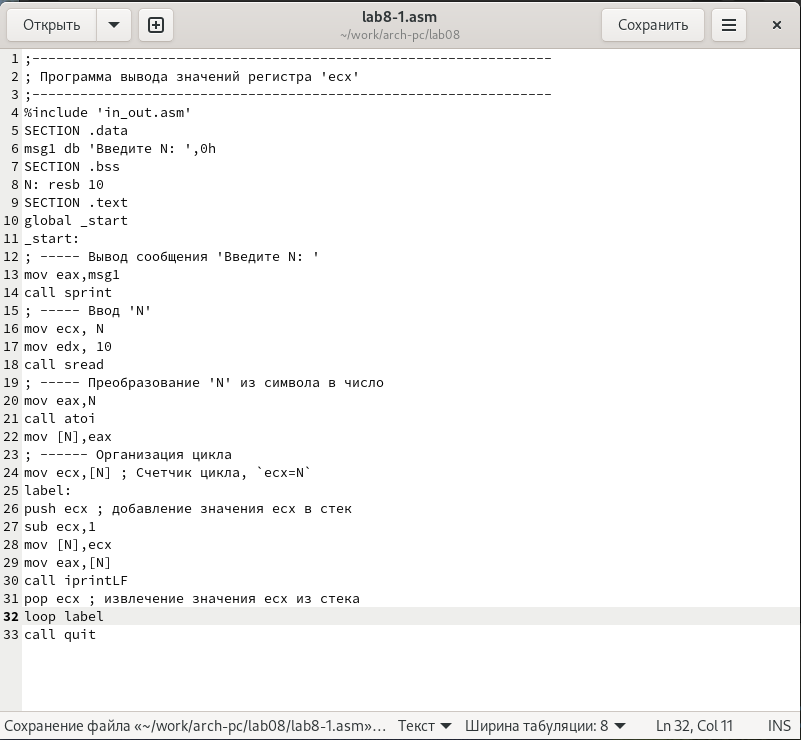 Открыть
lab8-1.asm
~/work/arch-pc/lab08
Сохранить
1 ;-----------------------------------------------------------------
2 ; Программа вывода значений регистра 'ecx'
3 ;-----------------------------------------------------------------
4 %include 'in_out.asm'
5 SECTION .data
6 msg1 db 'Введите N: ',0h
7 SECTION .bss
8 N: resb 10
9 SECTION .text
10 global _start
11 _start:
12 ; ----- Вывод сообщения 'Введите N: '
13 mov eax,msg1
14 call sprint
15 ; ----- Ввод 'N'
16 mov ecx, N
17 mov edx, 10
18 call sread
19 ; ----- Преобразование 'N' из символа в число
20 mov eax,N
21 call atoi
22 mov [N],eax
23 ; ------ Организация цикла
24 mov ecx,[N] ; Счетчик цикла, `ecx=N`
25 label:
26 push ecx ; добавление значения ecx в стек
27 sub ecx,1
28 mov [N],ecx
29 mov eax,[N]
30 call iprintLF
31 pop ecx ; извлечение значения ecx из стека
32 loop label
33 call quit
Сохранение файла «~/work/arch-pc/lab08/lab8-1.asm»… Текст Ширина табуляции: 8 Ln 32, Col 11 INS